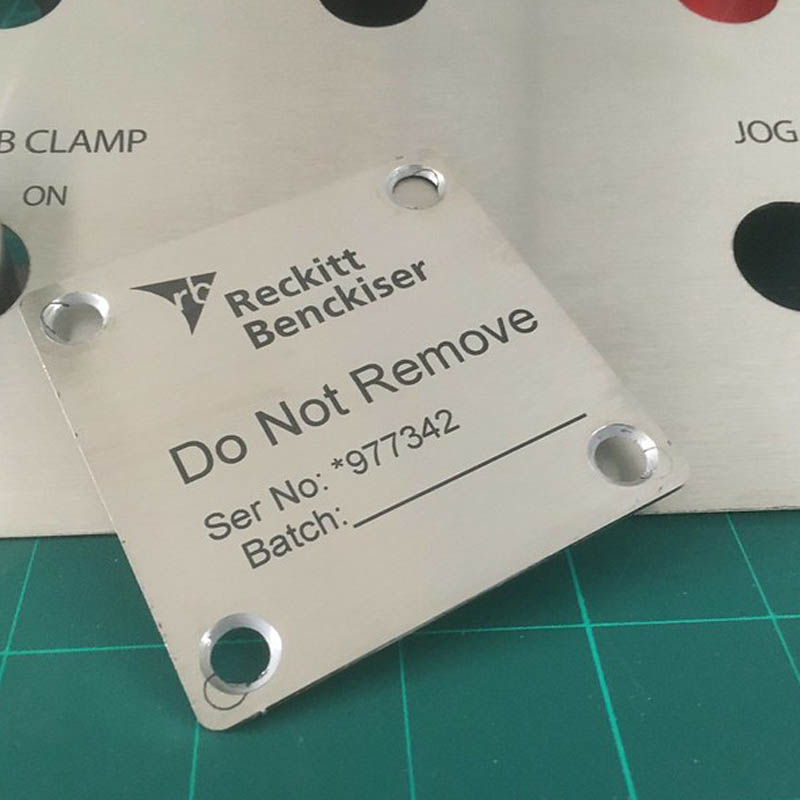 B CLAMP
ON
JOG
rb
Reckitt
Benckiser
Do Not Remove
Ser No: *977342
Batch: